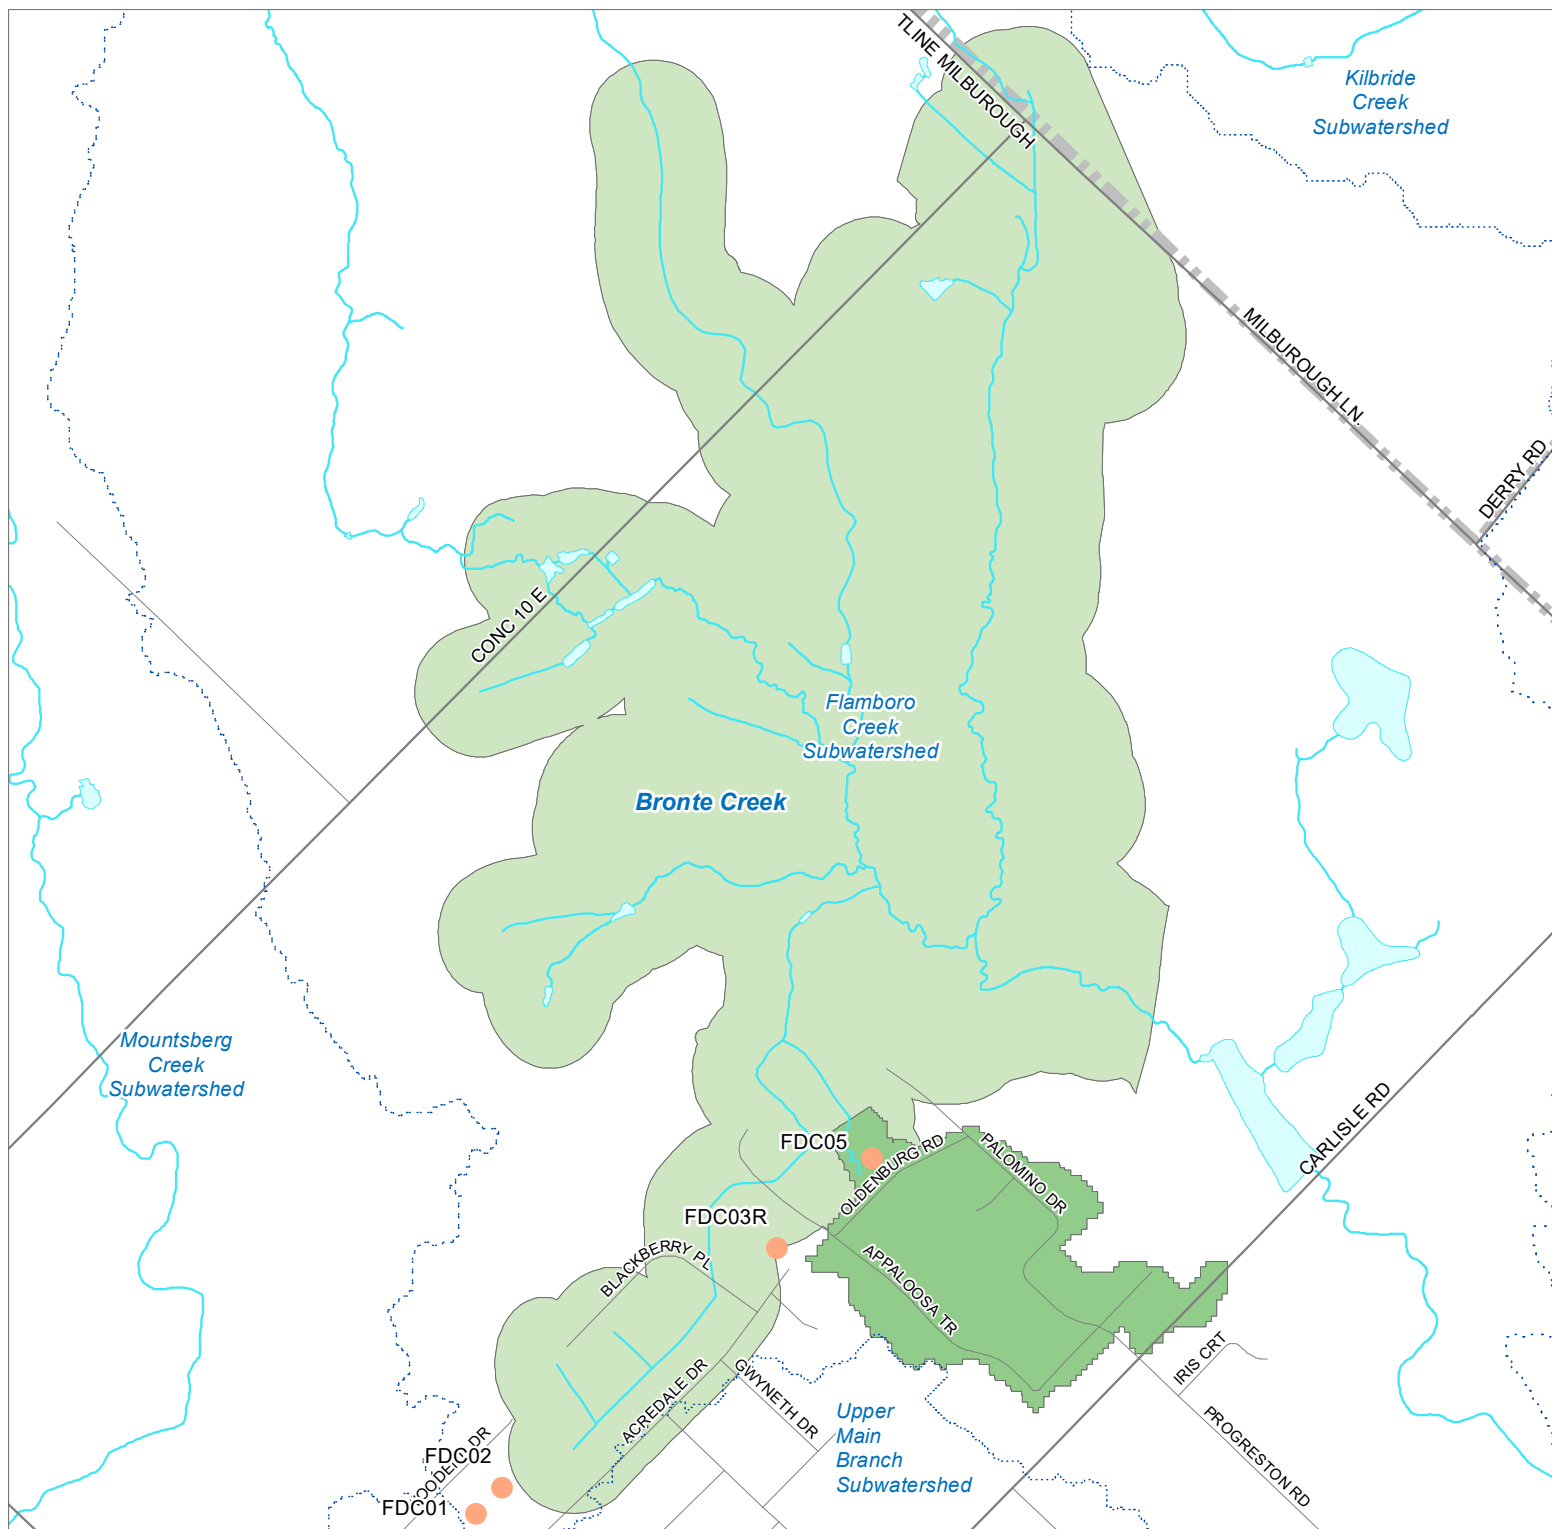 TLINE MILBOROUGH
Kilbride
Creek
Subwatershed
MILBUROUGH LN.
DERRY RD
CONC 10 E
Flamboro
Creek
Subwatershed
Bronte Creek
Mountsberg
Creek
Subwatershed
CARLISLE RD
FDC05
OLDENBURG RD
PALOMINO DR
FDC03R
BLACKBERRY PL
APPALOOSA TR
ACREDALE DR
GWYNETH DR
IRIS CRT
PROGRESTON RD
Upper
Main
Branch
Subwatershed
FDC02
FDC01